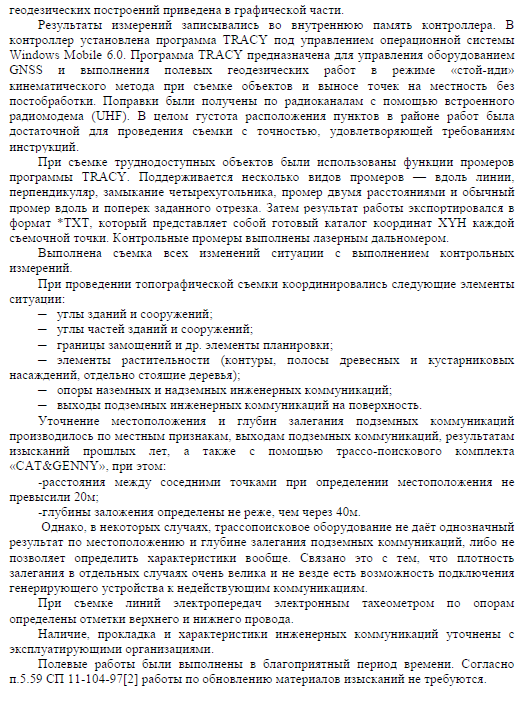 геодезических построений приведена в графической части.
Результаты измерений записывались во внутреннюю память контроллера. В
контроллер установлена программа TRACY под управлением операционной системы
Windows Mobile 6.0. Программа TRACY предназначена для управления оборудованием
GNSS и выполнения полевых геодезических работ в режиме «стой-иди»
кинематического метода при съемке объектов и выносе точек на местность без
постобработки. Поправки были получены по радиоканалам с помощью встроенного
радиомодема (UHF). В целом густота расположения пунктов в районе работ была
достаточной для проведения съемки с точностью, удовлетворяющей требованиям
инструкций.
При съемке труднодоступных объектов были использованы функции промеров
программы TRACY. Поддерживается несколько видов промеров — вдоль линии,
перпендикуляр, замыкание четырехугольника, промер двумя расстояниями и обычный
промер вдоль и поперек заданного отрезка. Затем результат работы экспортировался в
формат *TXT, который представляет собой готовый каталог координат XYH каждой
съемочной точки. Контрольные промеры выполнены лазерным дальномером.
Выполнена съемка всех изменений ситуации с выполнением контрольных
измерений.
При проведении топографической съемки координировались следующие элементы
ситуации:
— углы зданий и сооружений;
— углы частей зданий и сооружений;
— границы замощений и др. элементы планировки;
— элементы растительности (контуры, полосы древесных и кустарниковых
насаждений, отдельно стоящие деревья);
— опоры наземных и надземных инженерных коммуникаций;
— выходы подземных инженерных коммуникаций на поверхность.
Уточнение местоположения и глубин залегания подземных коммуникаций
производилось по местным признакам, выходам подземных коммуникаций, результатам
изысканий прошлых лет, а также с помощью трассо-поискового комплекта
«CAT&GENNY», при этом:
-расстояния между соседними точками при определении местоположения не
превысили 20м;
-глубины заложения определены не реже, чем через 40м.
Однако, в некоторых случаях, трассопоисковое оборудование не даёт однозначный
результат по местоположению и глубине залегания подземных коммуникаций, либо не
позволяет определить характеристики вообще. Связано это с тем, что плотность
залегания в отдельных случаях очень велика и не везде есть возможность подключения
генерирующего устройства к недействующим коммуникациям.
При съемке линий электропередач электронным тахеометром по опорам
определены отметки верхнего и нижнего провода.
Наличие, прокладка и характеристики инженерных коммуникаций уточнены с
эксплуатирующими организациями.
Полевые работы были выполнены в благоприятный период времени. Согласно
п.5.59 СП 11-104-97[2] работы по обновлению материалов изысканий не требуются.